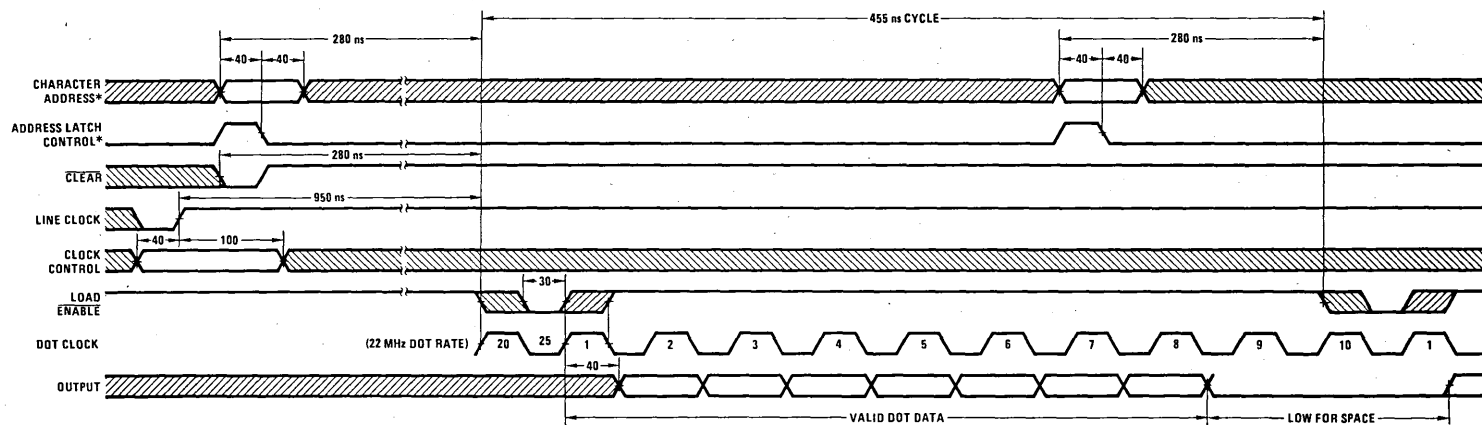 455 ns CYCLE
280 ns
280 ns
40
40
40
40
CHARACTER
ADDRESS*
ADDRESS LATCH
CONTROL*
280 ns
CLEAR
950 ns
LINE CLOCK
40
100
CLOCK
CONTROL
30
LOAD
ENABLE
DOT CLOCK
(22 MHz DOT RATE)
20
25
1
2
3
4
5
6
7
8
9
10
1
40
OUTPUT
VALID DOT DATA
LOW FOR SPACE